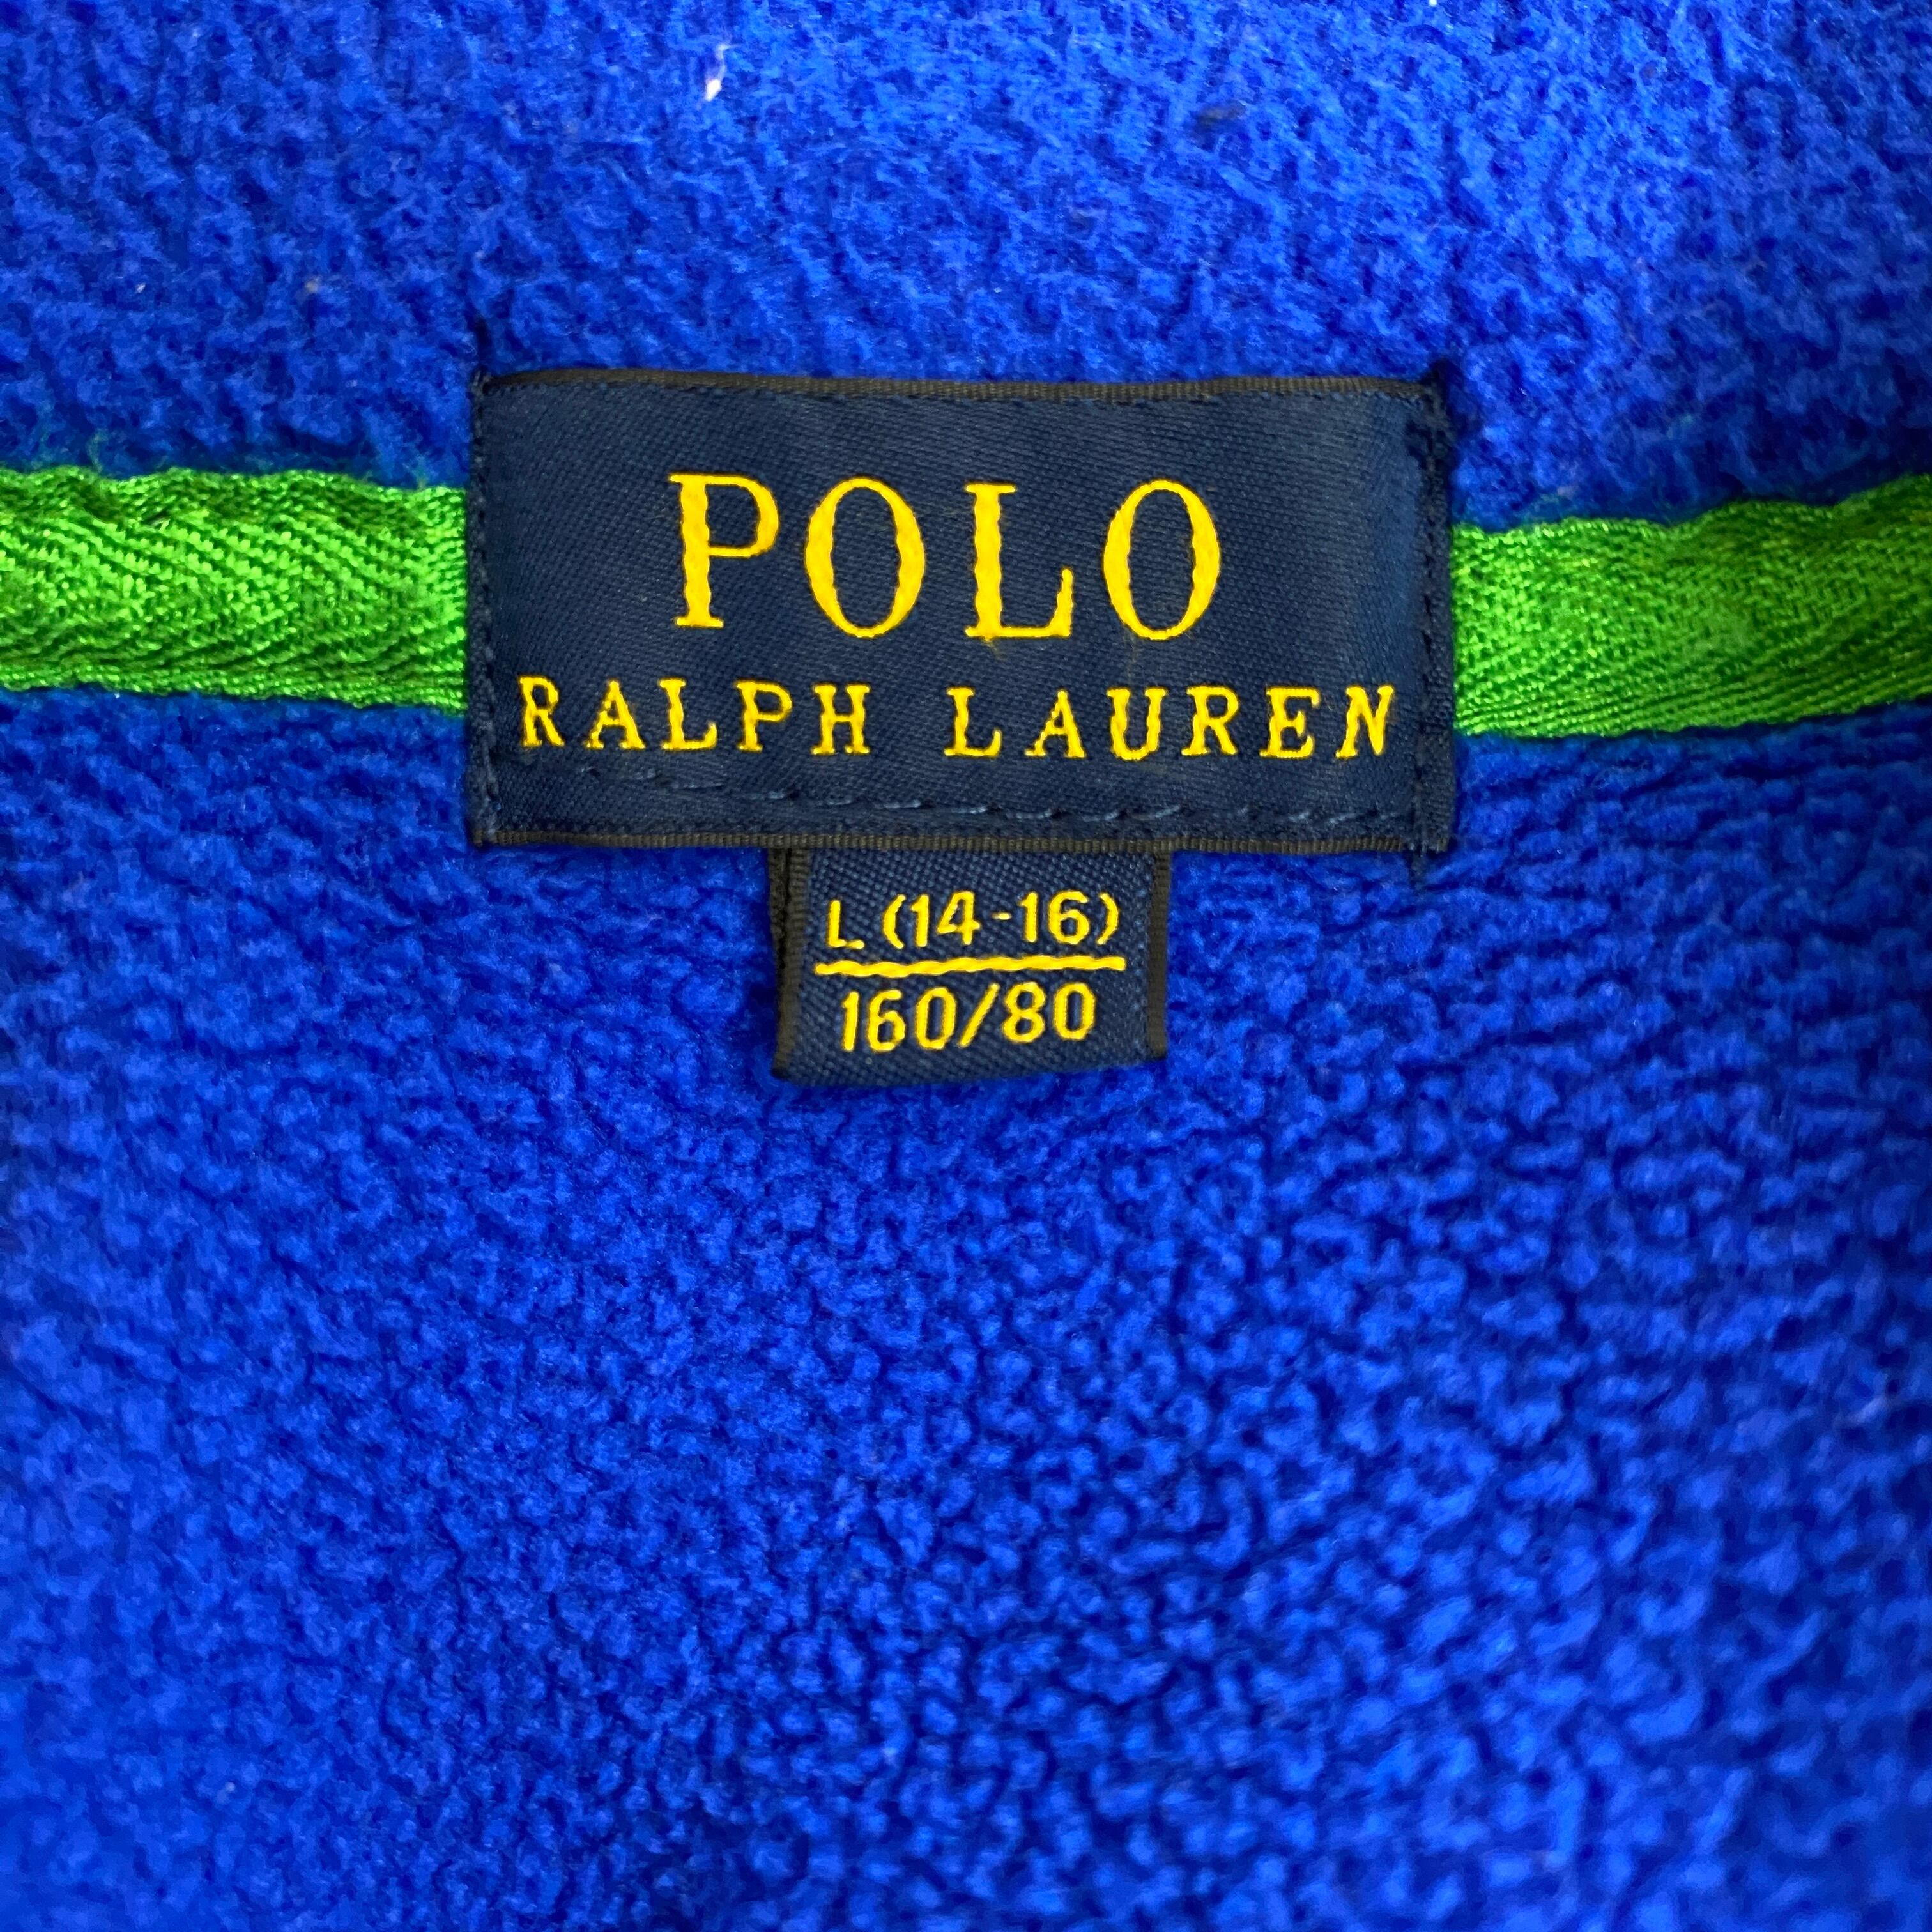 POLO
RALPH LAUREN
L (14-16)
160/80